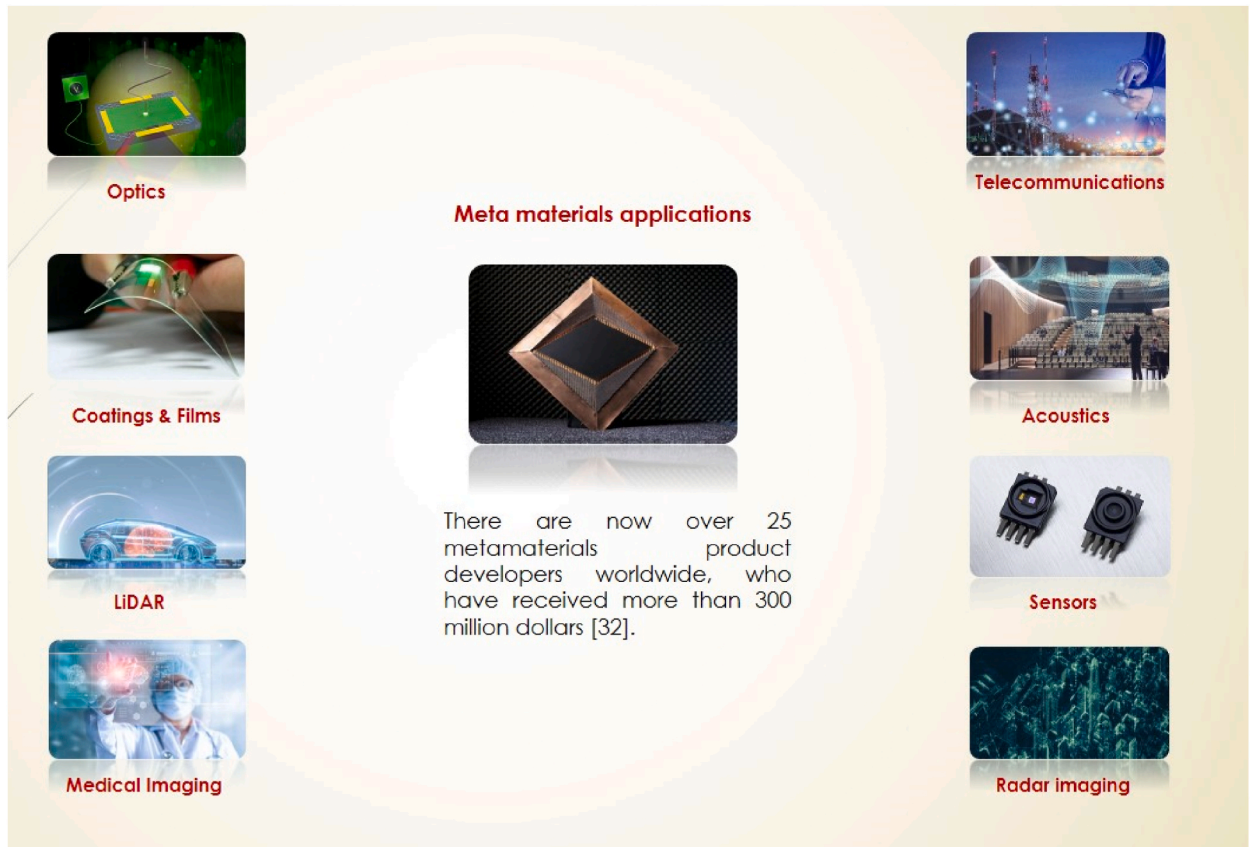 Optics
Telecommunications
Meta materials applications
Coatings & Films
Acoustics
There are now over 25
metamaterials product
developers worldwide, who
have received more than 300
million dollars [32].
LiDAR
Sensors
Medical Imaging
Radar imaging